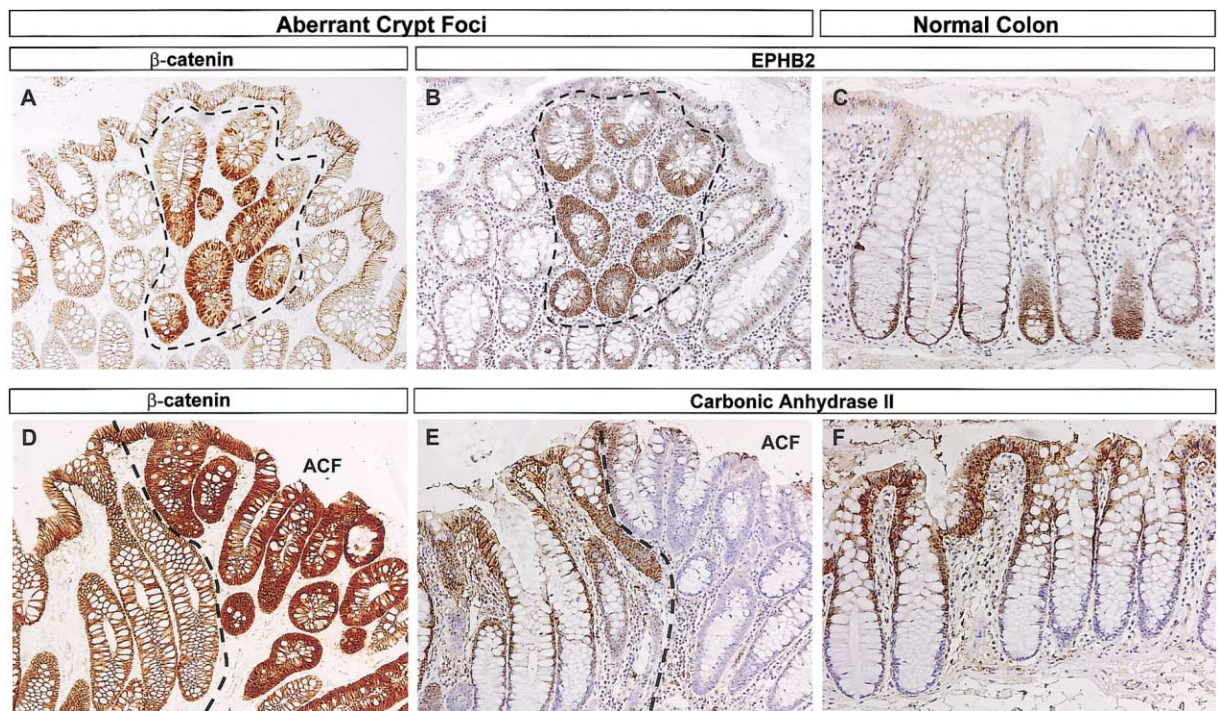 Aberrant Crypt Foci
Normal Colon
β-catenin
EPHB2
A
B
C
β-catenin
Carbonic Anhydrase II
D
ACF
E
ACF
F